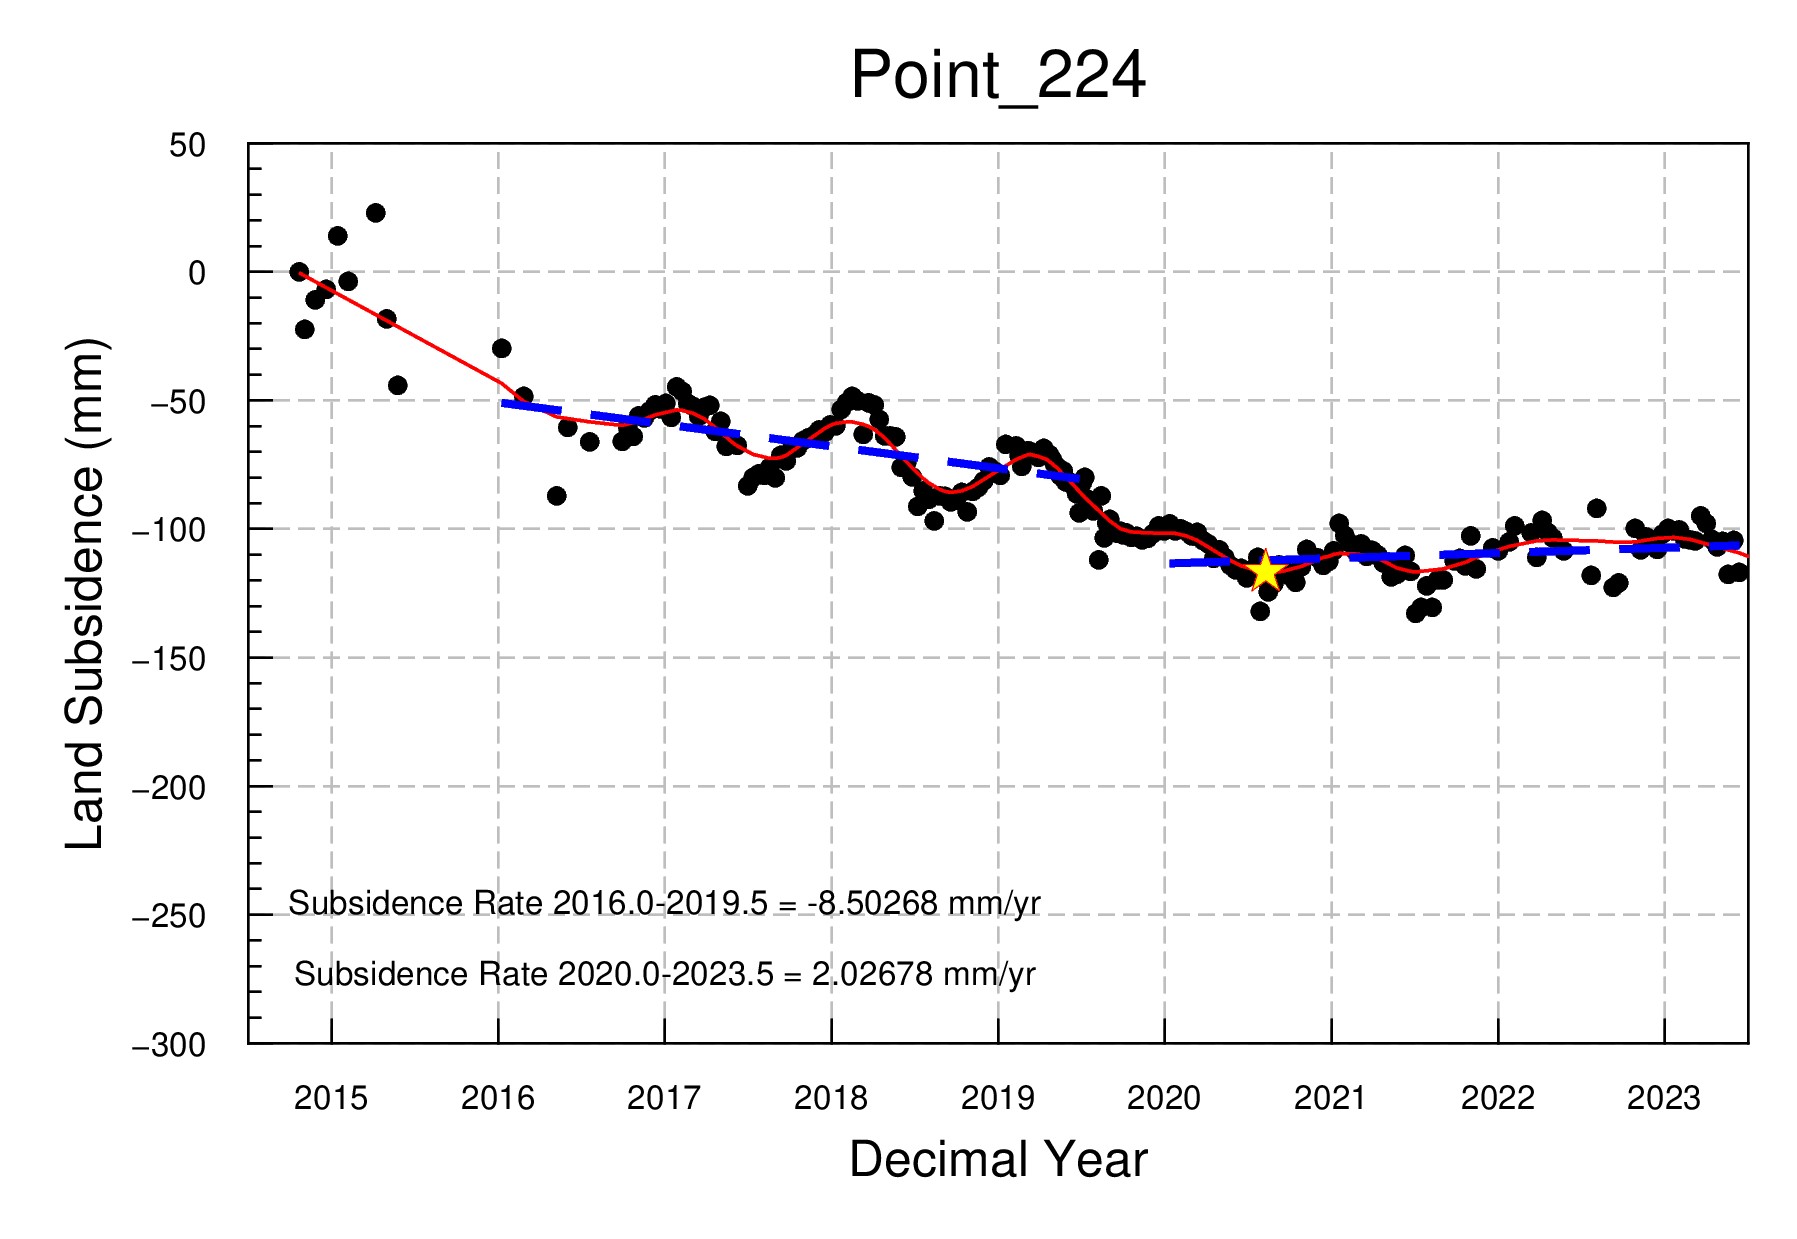 Point_224
50
0
−50
−100
−150
−200
−250
−300
Land Subsidence (mm)
Subsidence Rate 2016.0-2019.5 = -8.50268 mm/yr
Subsidence Rate 2020.0-2023.5 = 2.02678 mm/yr
2015 2016 2017 2018 2019 2020 2021 2022 2023
Decimal Year